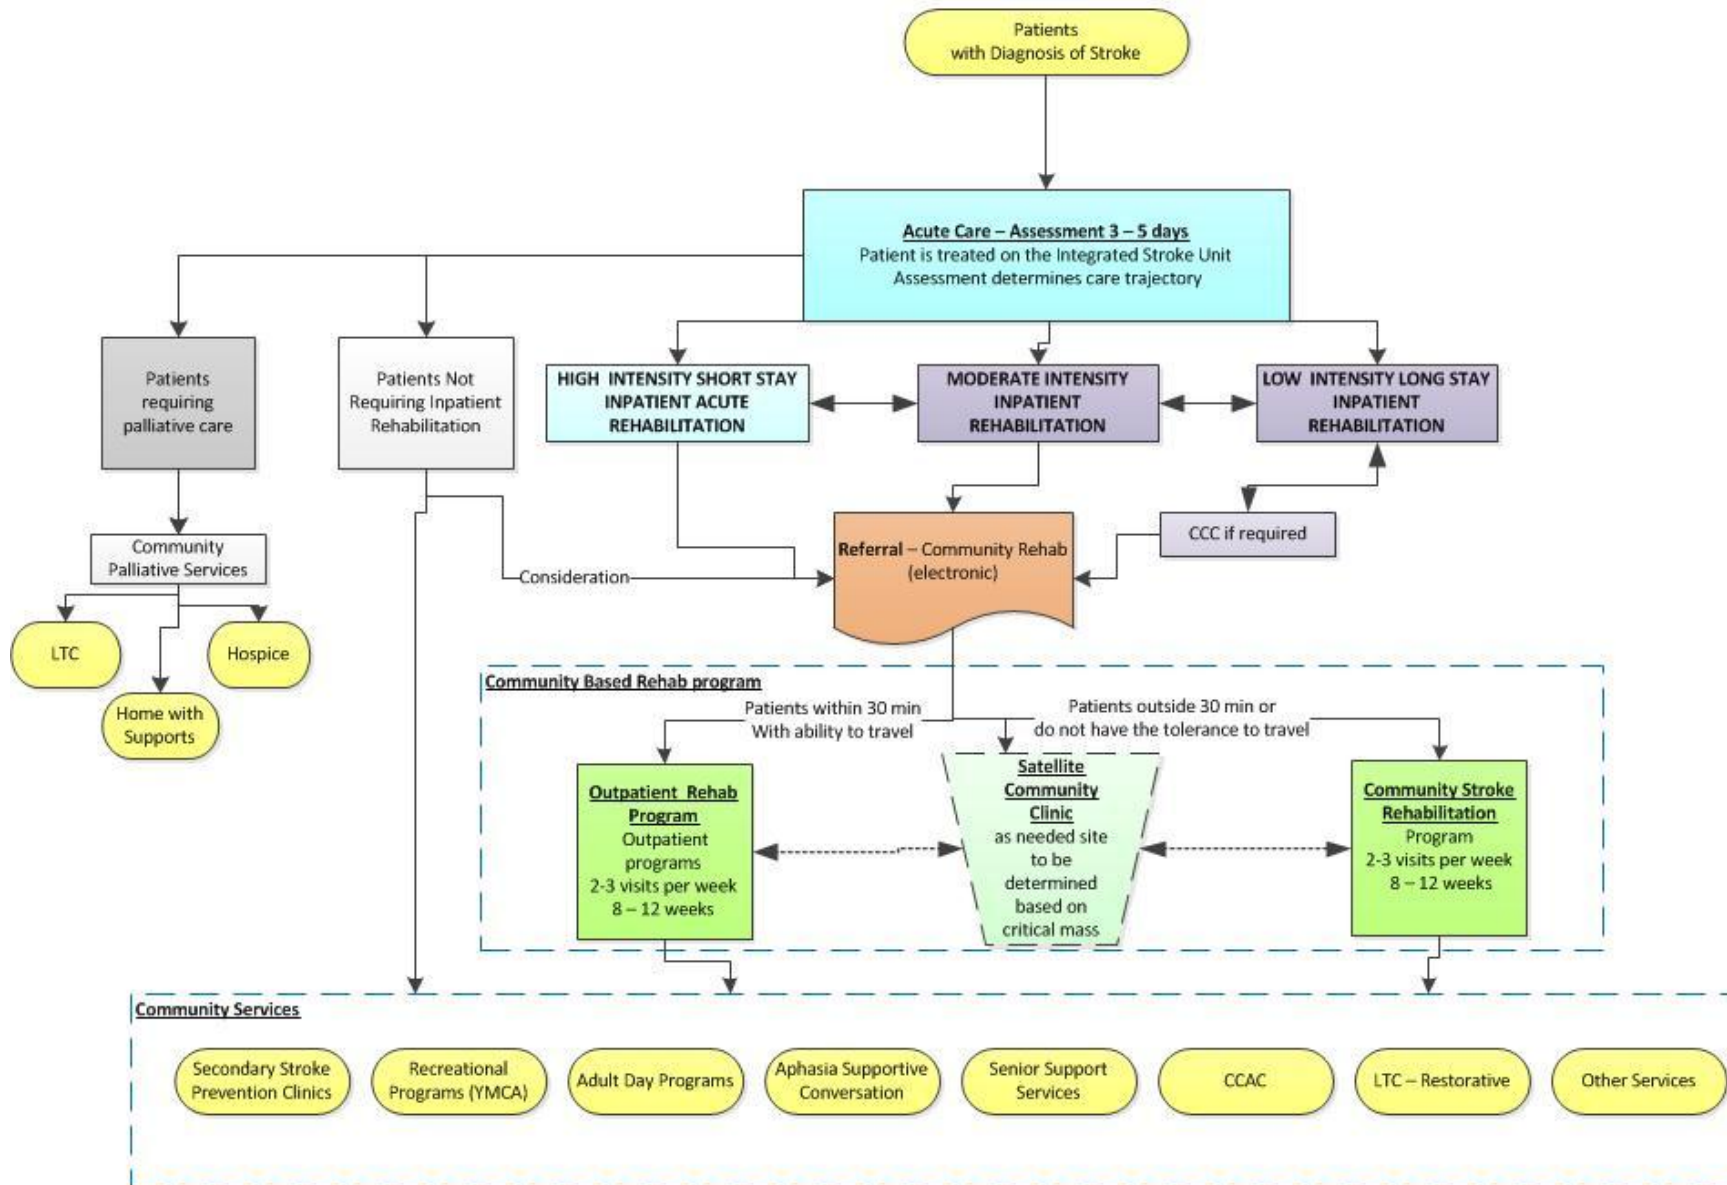 Patients
with Diagnosis of Stroke
Acute Care – Assessment 3 – 5 days
Patient is treated on the Integrated Stroke Unit
Assessment determines care trajectory
Patients
requiring
palliative care
Patients Not
Requiring Inpatient
Rehabilitation
HIGH INTENSITY SHORT STAY
INPATIENT ACUTE
REHABILITATION
MODERATE INTENSITY
INPATIENT
REHABILITATION
LOW INTENSITY LONG STAY
INPATIENT
REHABILITATION
Community
Palliative Services
Consideration
Referral – Community Rehab
(electronic)
CCC if required
LTC
Hospice
Home with
Supports
Community Based Rehab program
Patients within 30 min
With ability to travel
Patients outside 30 min or
do not have the tolerance to travel
Outpatient Rehab
Program
Outpatient
programs
2-3 visits per week
8 – 12 weeks
Satellite
Community
Clinic
as needed site
to be
determined
based on
critical mass
Community Stroke
Rehabilitation
Program
2-3 visits per week
8 – 12 weeks
Community Services
Secondary Stroke
Prevention Clinics
Recreational
Programs (YMCA)
Adult Day Programs
Aphasia Supportive
Conversation
Senior Support
Services
CCAC
LTC – Restorative
Other Services